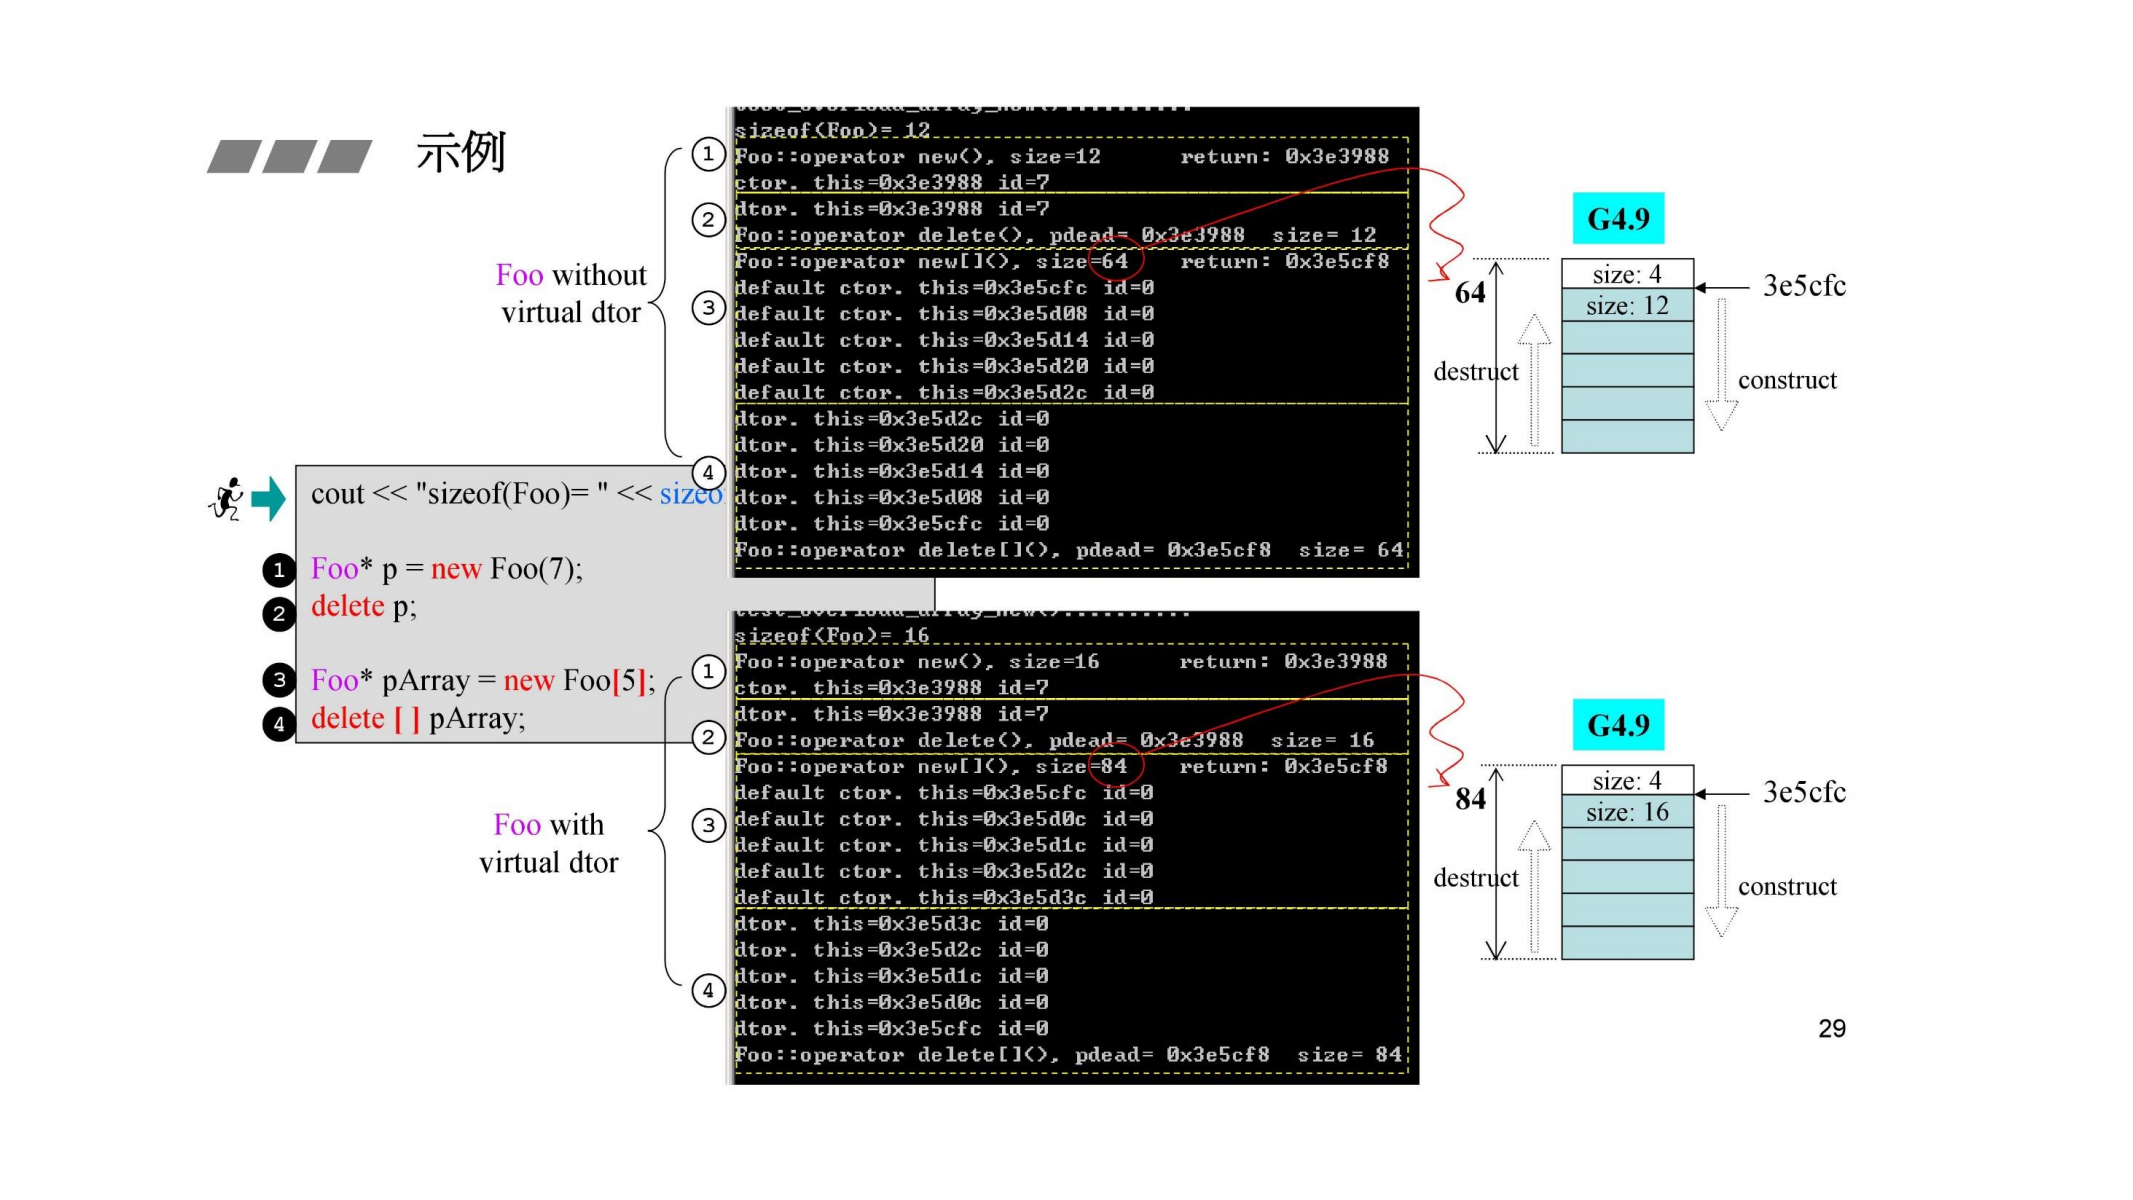 示例
Foo without
virtual dtor
cout << "sizeof(Foo)= " << sizeo
1 Foo* p = new Foo(7);
2 delete p;
3 Foo* pArray = new Foo[5];
4 delete [ ] pArray;
Foo with
virtual dtor
sizeof(Foo)= 12
1 Foo::operator new(), size=12 return: 0x3e3988
ctor. this=0x3e3988 id=7
2 dtor. this=0x3e3988 id=7
Foo::operator delete(), pdead= 0x3e3988 size= 12
3 Foo::operator new[](), size=64 return: 0x3e5cf8
default ctor. this=0x3e5cfc id=0
default ctor. this=0x3e5d08 id=0
default ctor. this=0x3e5d14 id=0
default ctor. this=0x3e5d20 id=0
default ctor. this=0x3e5d2c id=0
4 dtor. this=0x3e5d2c id=0
dtor. this=0x3e5d20 id=0
dtor. this=0x3e5d14 id=0
dtor. this=0x3e5d08 id=0
dtor. this=0x3e5cfc id=0
Foo::operator delete[](), pdead= 0x3e5cf8 size= 64
G4.9
64
size: 4
3e5cfc
size: 12
destruct
construct
test_overload_array_new()..........
sizeof(Foo)= 16
1 Foo::operator new(), size=16 return: 0x3e3988
ctor. this=0x3e3988 id=7
2 dtor. this=0x3e3988 id=7
Foo::operator delete(), pdead= 0x3e3988 size= 16
3 Foo::operator new[](), size=84 return: 0x3e5cf8
default ctor. this=0x3e5cfc id=0
default ctor. this=0x3e5d0c id=0
default ctor. this=0x3e5d1c id=0
default ctor. this=0x3e5d2c id=0
default ctor. this=0x3e5d3c id=0
4 dtor. this=0x3e5d3c id=0
dtor. this=0x3e5d2c id=0
dtor. this=0x3e5d1c id=0
dtor. this=0x3e5d0c id=0
dtor. this=0x3e5cfc id=0
Foo::operator delete[](), pdead= 0x3e5cf8 size= 84
G4.9
84
size: 4
3e5cfc
size: 16
destruct
construct
29